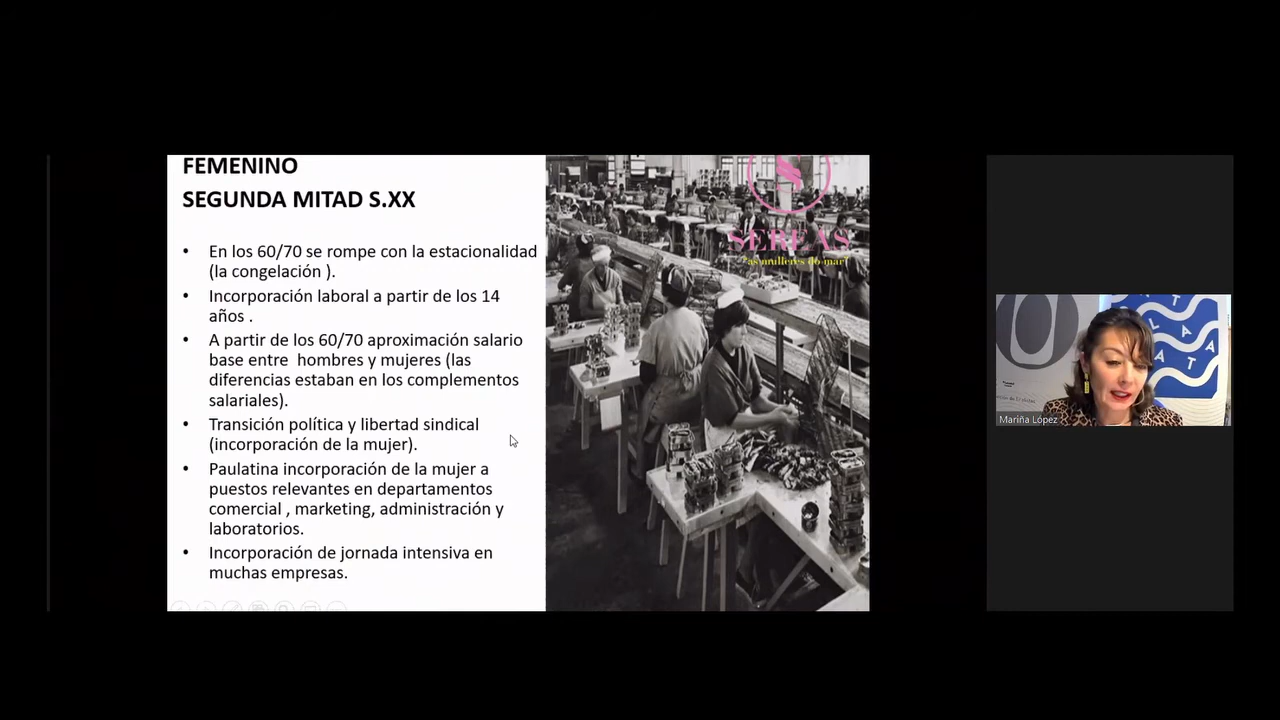 FEMENINO
SEGUNDA MITAD S.XX
• En los 60/70 se rompe con la estacionalidad
(la congelación ).
• Incorporación laboral a partir de los 14
años .
• A partir de los 60/70 aproximación salario
base entre hombres y mujeres (las
diferencias estaban en los complementos
salariales).
• Transición política y libertad sindical
(incorporación de la mujer).
• Paulatina incorporación de la mujer a
puestos relevantes en departamentos
comercial , marketing, administración y
laboratorios.
• Incorporación de jornada intensiva en
muchas empresas.
SEREAS
as mulleres do mar
Mariña López